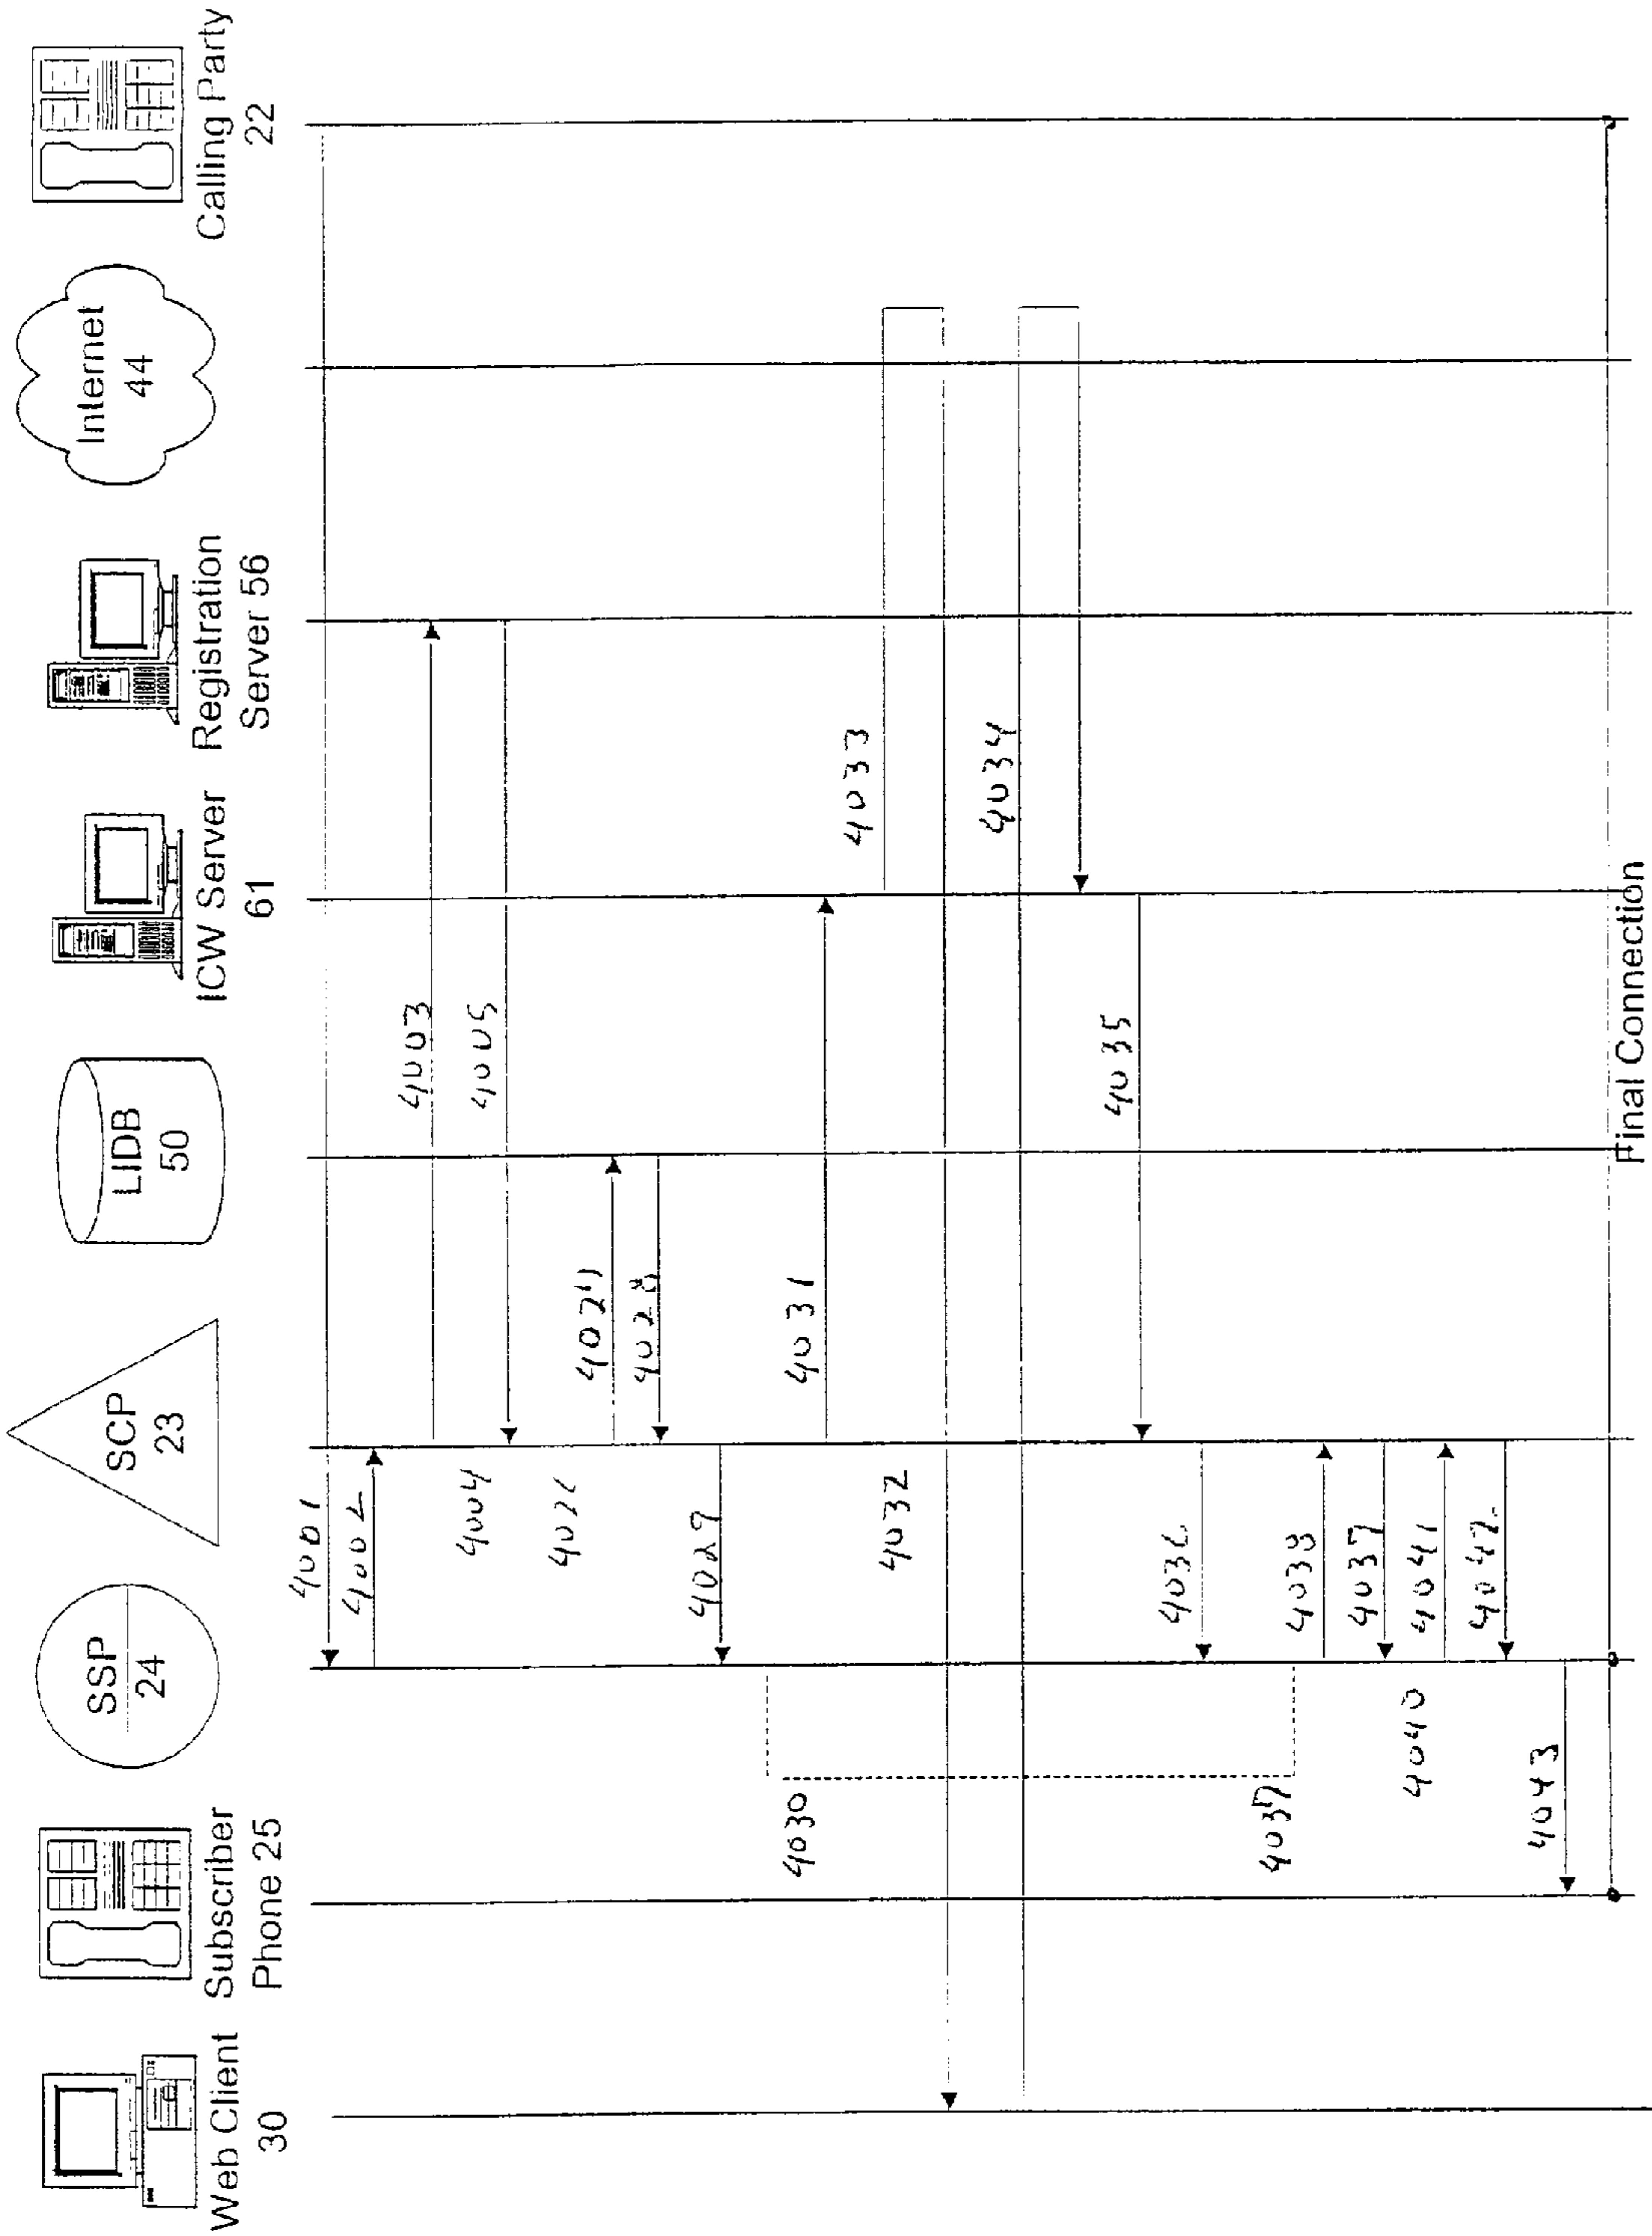 Web Client
30
Subscriber
Phone 25
SSP
24
SCP
23
LIDB
50
ICW Server
61
Registration
Server 56
Internet
44
Calling Party
22
4001
4002
4003
4004
4005
4028
4029
4030
4031
4032
4033
4034
4035
4036
4037
4038
4040
4041
4042
4043
Final Connection